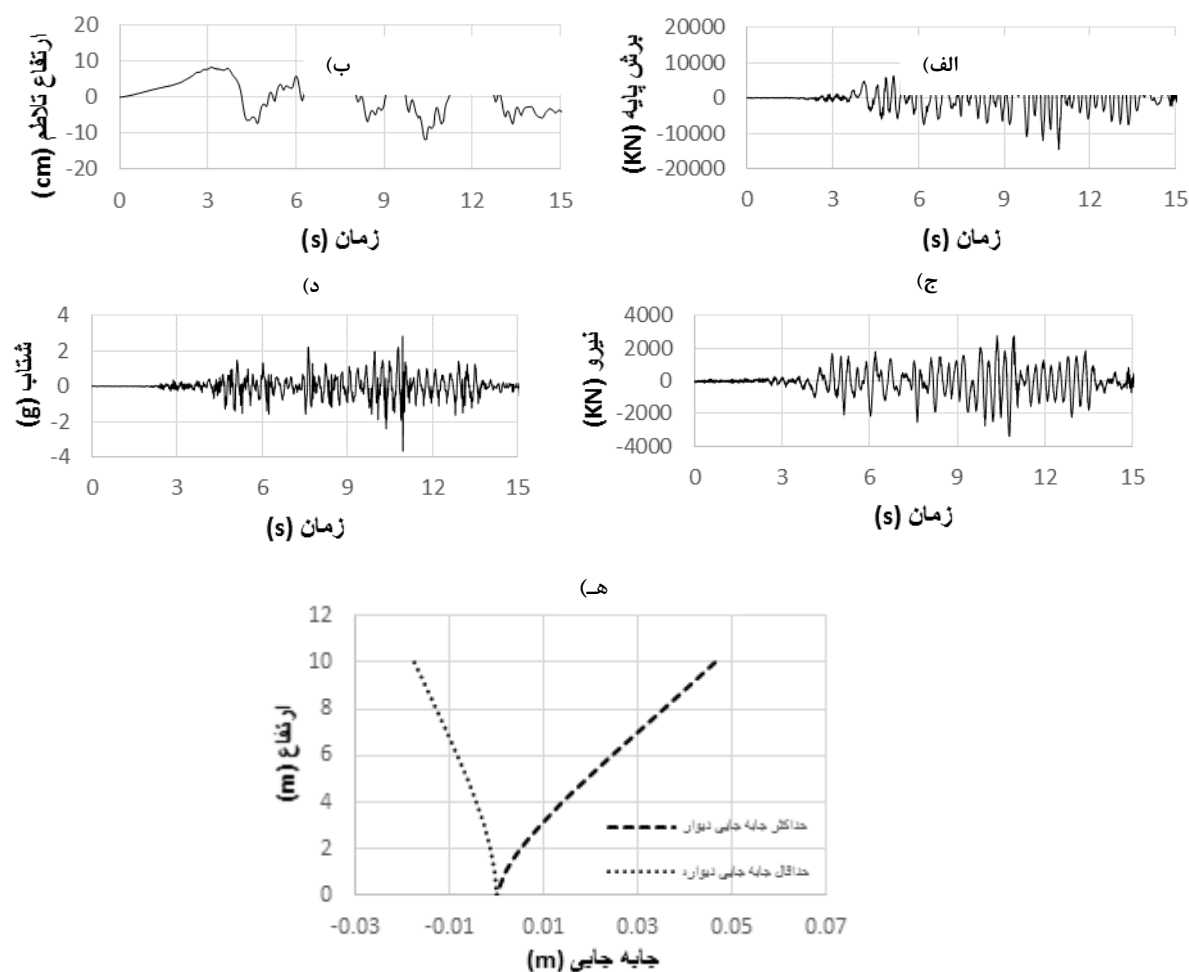 الف)
برش پایه (KN)
20000
10000
0
-10000
-20000
0 3 6 9 12 15
زمان (s)
ب)
ارتفاع تلاطم (cm)
20
10
0
-10
-20
0 3 6 9 12 15
زمان (s)
ج)
نیرو (KN)
4000
2000
0
-2000
-4000
0 3 6 9 12 15
زمان (s)
د)
شتاب (g)
4
2
0
-2
-4
0 3 6 9 12 15
زمان (s)
هـ)
ارتفاع (m)
12
10
8
6
4
2
0
-0.03 -0.01 0.01 0.03 0.05 0.07
حداکثر جابه جایی دیوار
حداقال جابه جایی دیوارد
جابه جایی (m)